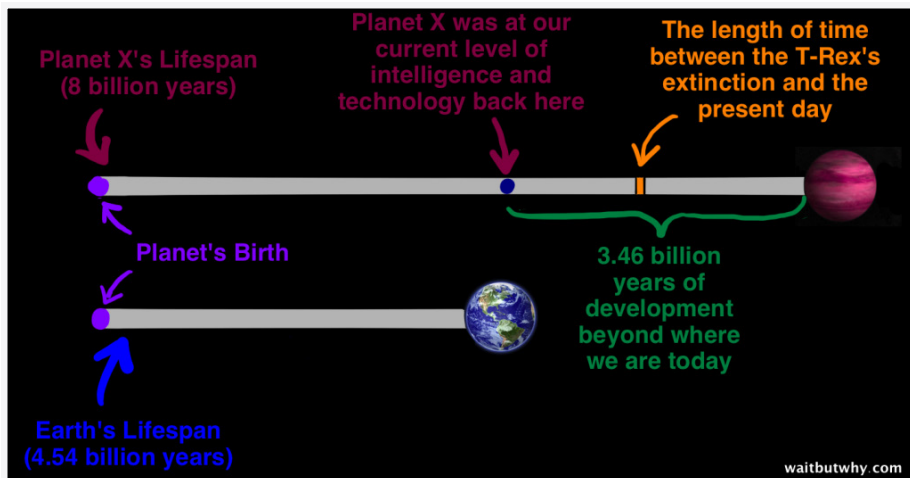 Planet X's Lifespan
(8 billion years)
Planet X was at our
current level of
intelligence and
technology back here
The length of time
between the T-Rex's
extinction and the
present day
Planet's Birth
3.46 billion
years of
development
beyond where
we are today
Earth's Lifespan
(4.54 billion years)
waitbutwhy.com